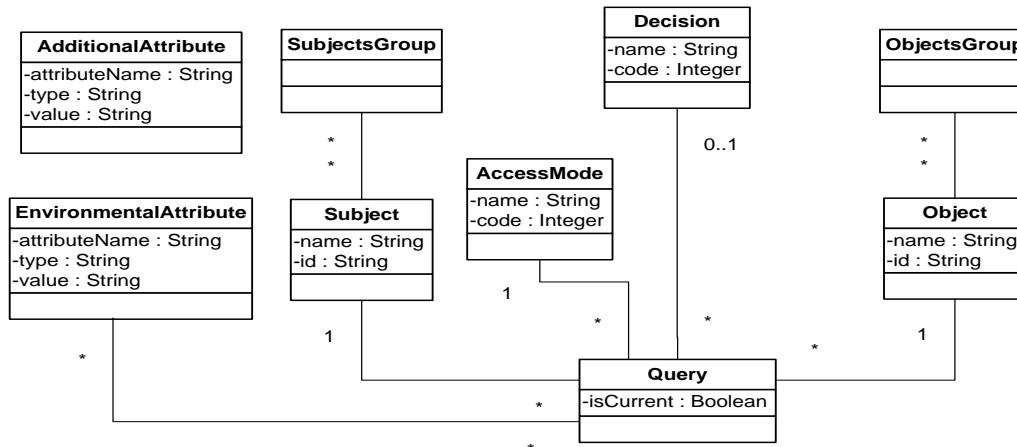 Decision
-name : String
-code : Integer
AdditionalAttribute
-attributeName : String
-type : String
-value : String
SubjectsGroup
ObjectsGroup
*
*
0..1
*
*
AccessMode
-name : String
-code : Integer
EnvironmentalAttribute
-attributeName : String
-type : String
-value : String
Subject
-name : String
-id : String
Object
-name : String
-id : String
1
1
*
*
1
*
*
Query
-isCurrent : Boolean
*
*